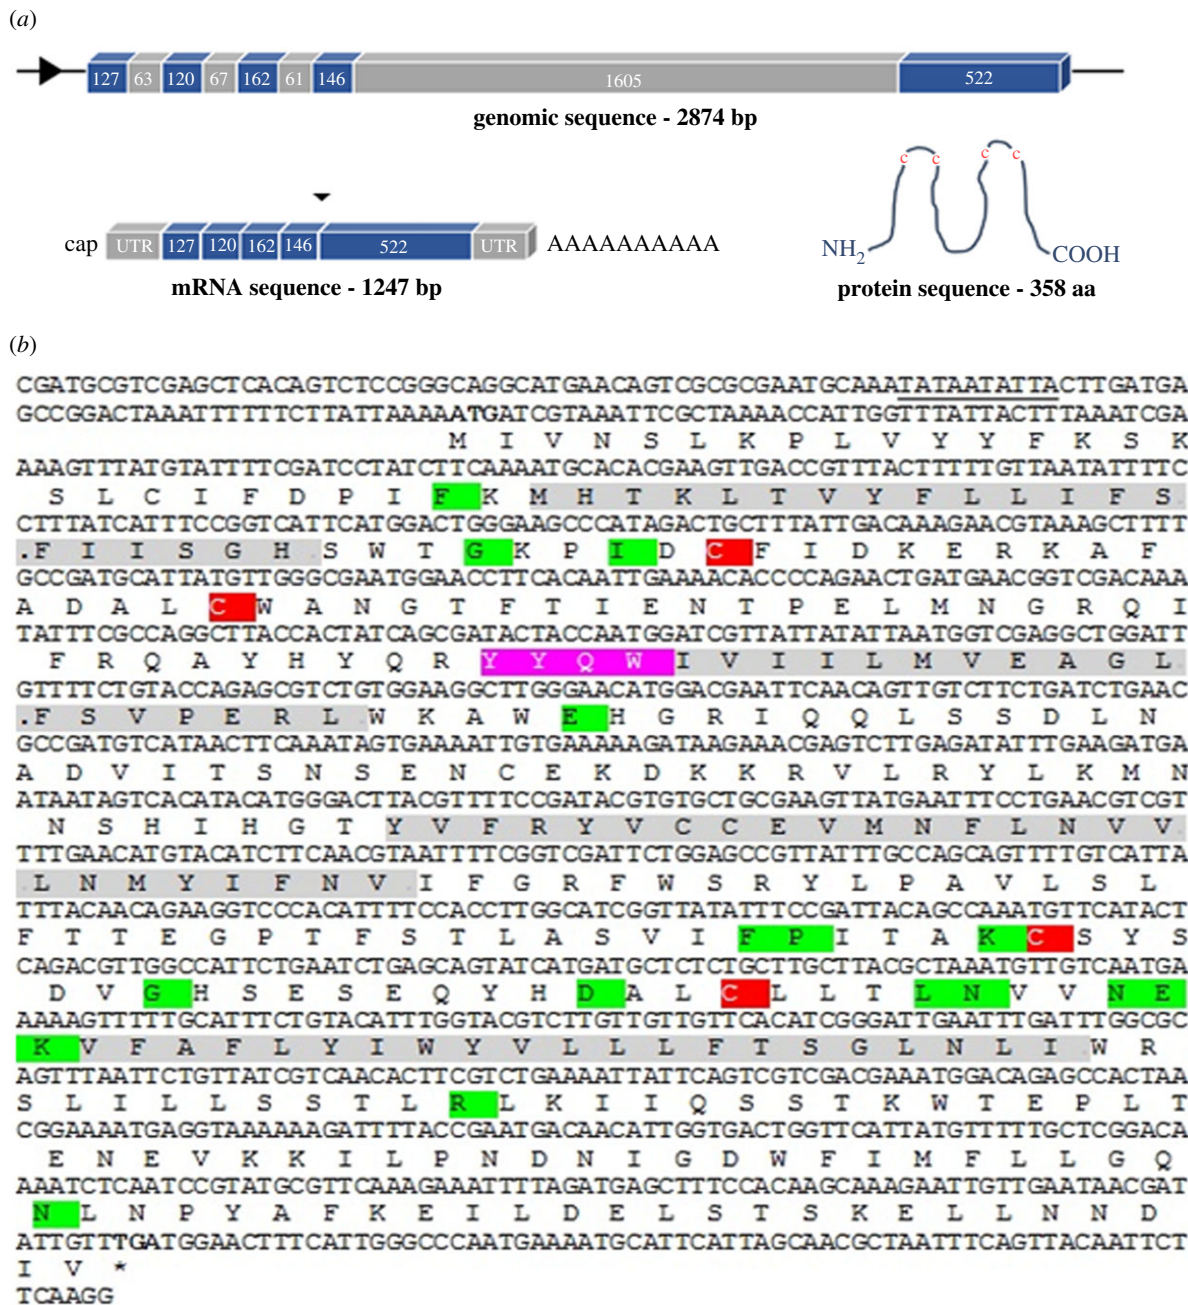 (a)
127 63 120 67 162 61 146 1605 522
genomic sequence - 2874 bp
c c c c
cap UTR 127 120 162 146 522 UTR AAAAAAAAAA
NH2 COOH
mRNA sequence - 1247 bp
protein sequence - 358 aa
(b)
CGATGCGTCGAGCTCACAGTCTCCGGGCAGGCATGAACAGTCGCGCGAATGCAAATATAATATTACTTGATGA
GCCGGACTAAATTTTTTCTTATTAAAAATGATCGTAAATTCGCTAAAACCATTGGTTTATTACTTTAAATCGA
M I V N S L K P L V Y Y F K S K
AAAGTTTATGTATTTTCGATCCTATCTTCAAAATGCACACGAAGTTGACCGTTTACTTTTTGTTAATATTTTC
S L C I F D P I F K M H T K L T V Y F L L I F S
CTTTATCATTTCCGGTCATTCATGGACTGGGAAGCCCATAGACTGCTTTATTGACAAAGAACGTAAAGCTTTT
.F I I S G H S W T G K P I D C F I D K E R K A F
GCCGATGCATTATGTTGGGCGAATGGAACCTTCACAATTGAAAACACCCCAGAACTGATGAACGGTCGACAAA
A D A L C W A N G T F T I E N T P E L M N G R Q I
TATTTCGCCAGGCTTACCACTATCAGCGATACTACCAATGGATCGTTATTATATTAATGGTCGAGGCTGGATT
F R Q A Y H Y Q R Y Y Q W I V I I L M V E A G L
GTTTTCTGTACCAGAGCGTCTGTGGAAGGCTTGGGAACATGGACGAATTCAACAGTTGTCTTCTGATCTGAAC
.F S V P E R L W K A W E H G R I Q Q L S S D L N
GCCGATGTCATAACTTCAAATAGTGAAAATTGTGAAAAAGATAAGAAACGAGTCTTGAGATATTTGAAGATGA
A D V I T S N S E N C E K D K K R V L R Y L K M N
ATAATAGTCACATACATGGGACTTACGTTTTCCGATACGTGTGCTGCGAAGTTATGAATTTCCTGAACGTCGT
N S H I H G T Y V F R Y V C C E V M N F L N V V
TTTGAACATGTACATCTTCAACGTAATTTTCGGTCGATTCTGGAGCCGTTATTTGCCAGCAGTTTTGTCATTA
L N M Y I F N V I F G R F W S R Y L P A V L S L
TTTACAACAGAAGGTCCCACATTTTCCACCTTGGCATCGGTTATATTTCCGATTACAGCCAAATGTTCATACT
F T T E G P T F S T L A S V I F P I T A K C S Y S
CAGACGTTGGCCATTCTGAATCTGAGCAGTATCATGATGCTCTCTGCTTGCTTACGCTAAATGTTGTCAATGA
D V G H S E S E Q Y H D A L C L L T L N V V N E
AAAAGTTTTTGCATTTCTGTACATTTGGTACGTCTTGTTGTTGTTCACATCGGGATTGAATTTGATTTGGCGC
K V F A F L Y I W Y V L L L F T S G L N L I W R
AGTTTAATTCTGTTATCGTCAACACTTCGTCTGAAAATTATTCAGTCGTCGACGAAATGGACAGAGCCACTAA
S L I L L S S T L R L K I I Q S S T K W T E P L T
CGGAAAATGAGGTAAAAAAGATTTTACCGAATGACAACATTGGTGACTGGTTCATTATGTTTTTGCTCGGACA
E N E V K K I L P N D N I G D W F I M F L L G Q
AAATCTCAATCCGTATGCGTTCAAAGAAATTTTAGATGAGCTTTCCACAAGCAAAGAATTGTTGAATAACGAT
N L N P Y A F K E I L D E L S T S K E L L N N D
ATTGTTTGATGGAACTTTCATTGGGCCCAATGAAAATGCATTCATTAGCAACGCTAATTTCAGTTACAATTCT
I V *
TCAAGG